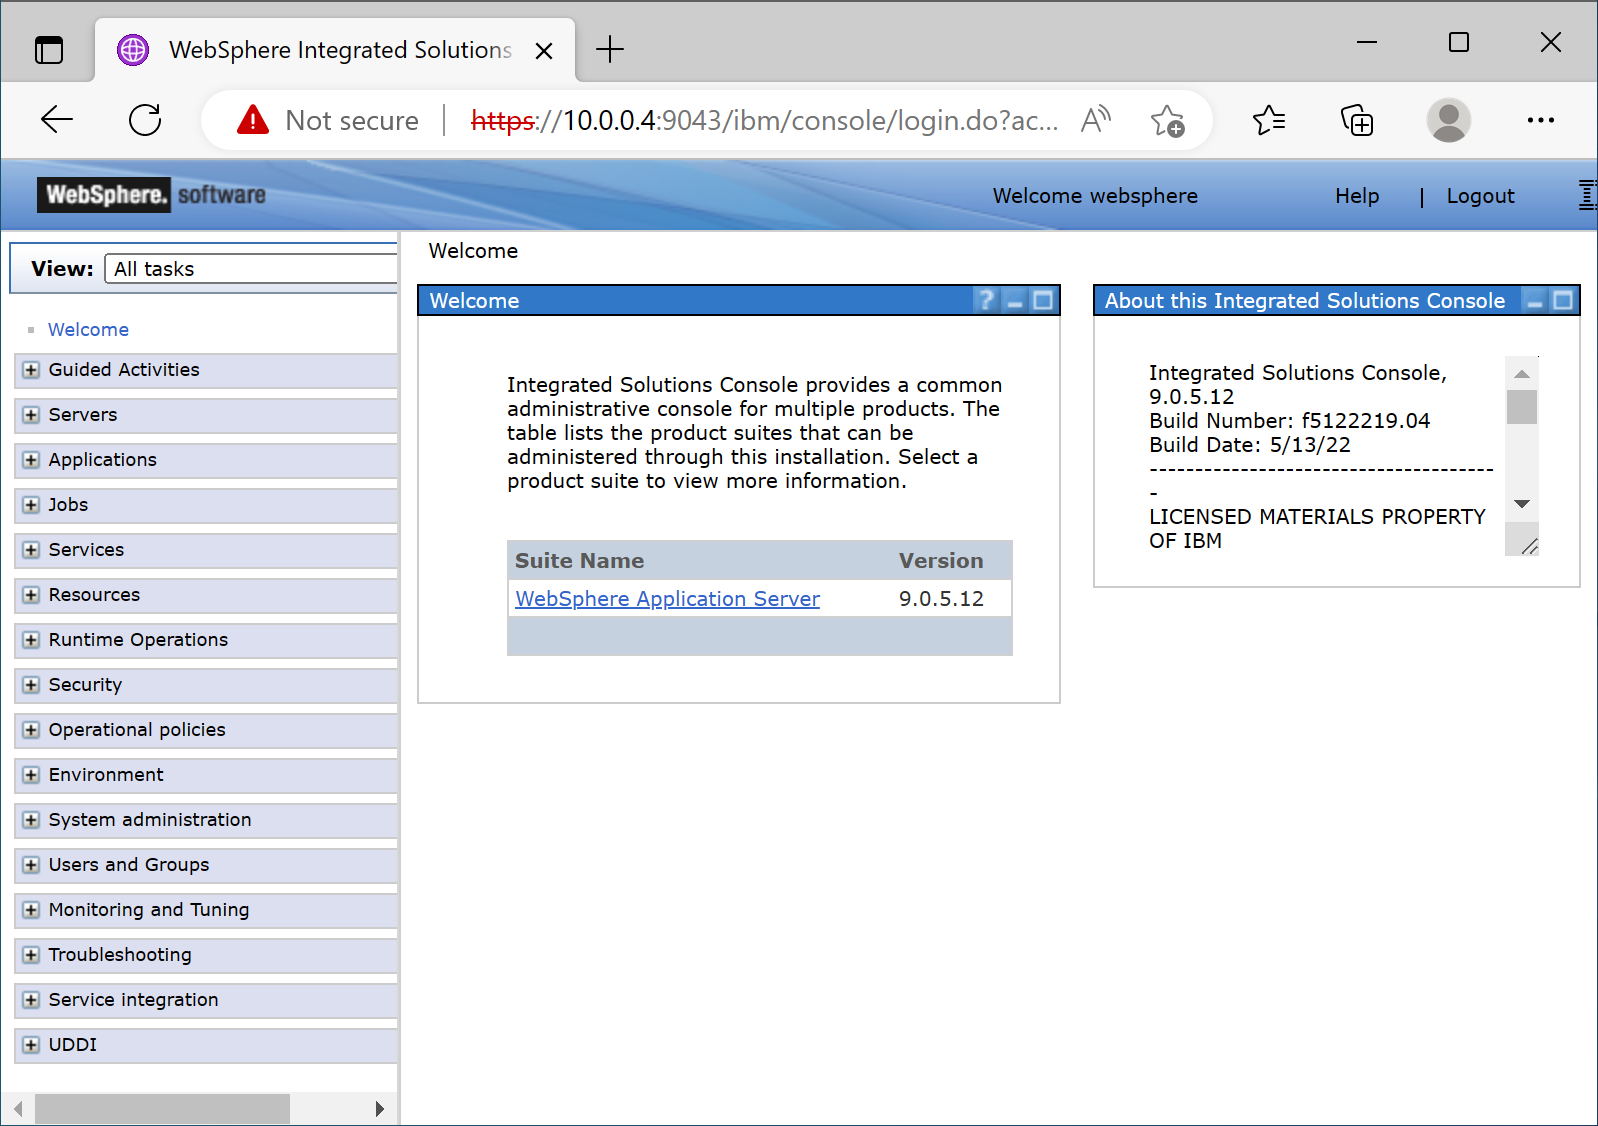 WebSphere Integrated Solutions
Not secure | https://10.0.0.4:9043/ibm/console/login.do?ac...
WebSphere. software
Welcome websphere
Help | Logout
View: All tasks
Welcome
Guided Activities
Servers
Applications
Jobs
Services
Resources
Runtime Operations
Security
Operational policies
Environment
System administration
Users and Groups
Monitoring and Tuning
Troubleshooting
Service integration
UDDI
Welcome
Welcome
Integrated Solutions Console provides a common
administrative console for multiple products. The
table lists the product suites that can be
administered through this installation. Select a
product suite to view more information.
Suite Name Version
WebSphere Application Server 9.0.5.12
About this Integrated Solutions Console
Integrated Solutions Console,
9.0.5.12
Build Number: f5122219.04
Build Date: 5/13/22
--------------------------------------
-
LICENSED MATERIALS PROPERTY
OF IBM